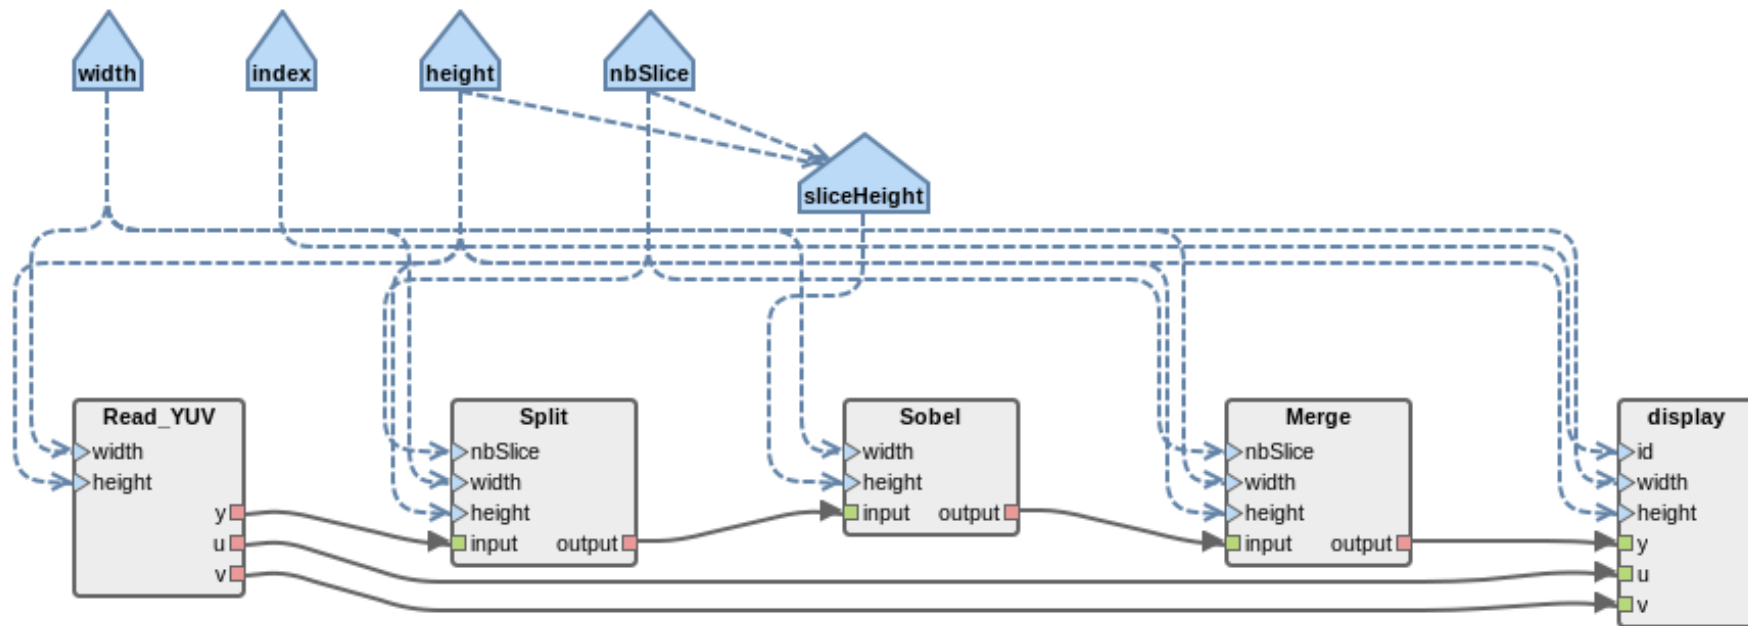 width
index
height
nbSlice
sliceHeight
Read_YUV
width
height
y
u
v
Split
nbSlice
width
height
input output
Sobel
width
height
input output
Merge
nbSlice
width
height
input output
display
id
width
height
y
u
v